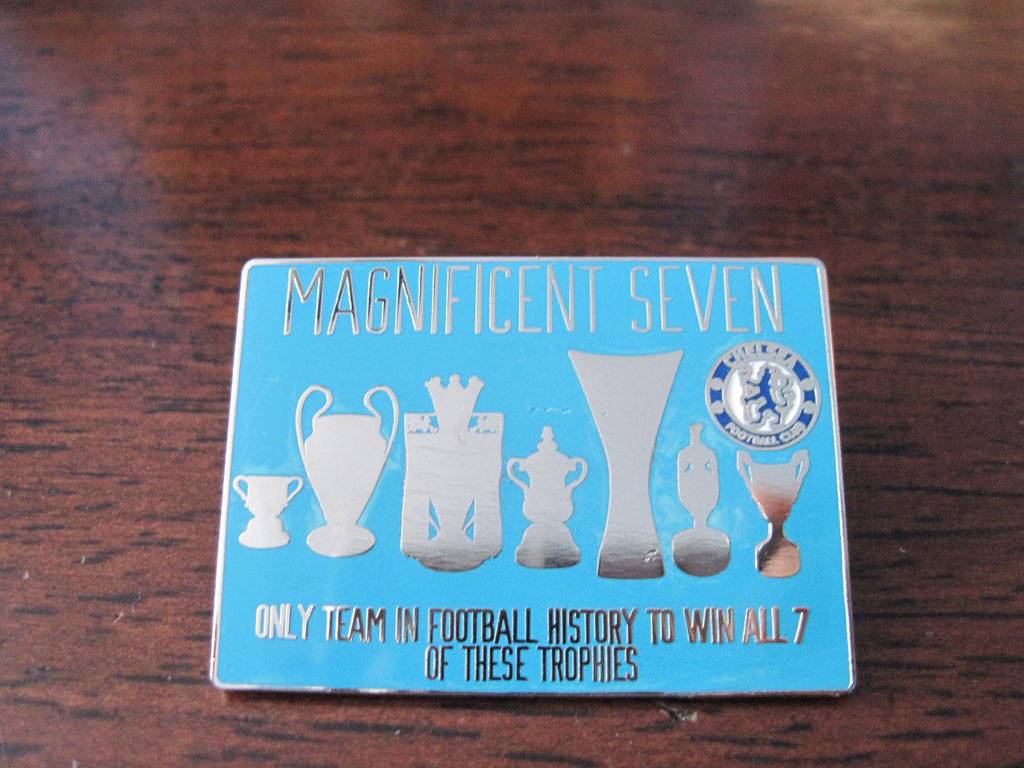 MAGNIFICENT SEVEN
CHELSEA
FOOTBALL CLUB
ONLY TEAM IN FOOTBALL HISTORY TO WIN ALL 7
OF THESE TROPHIES